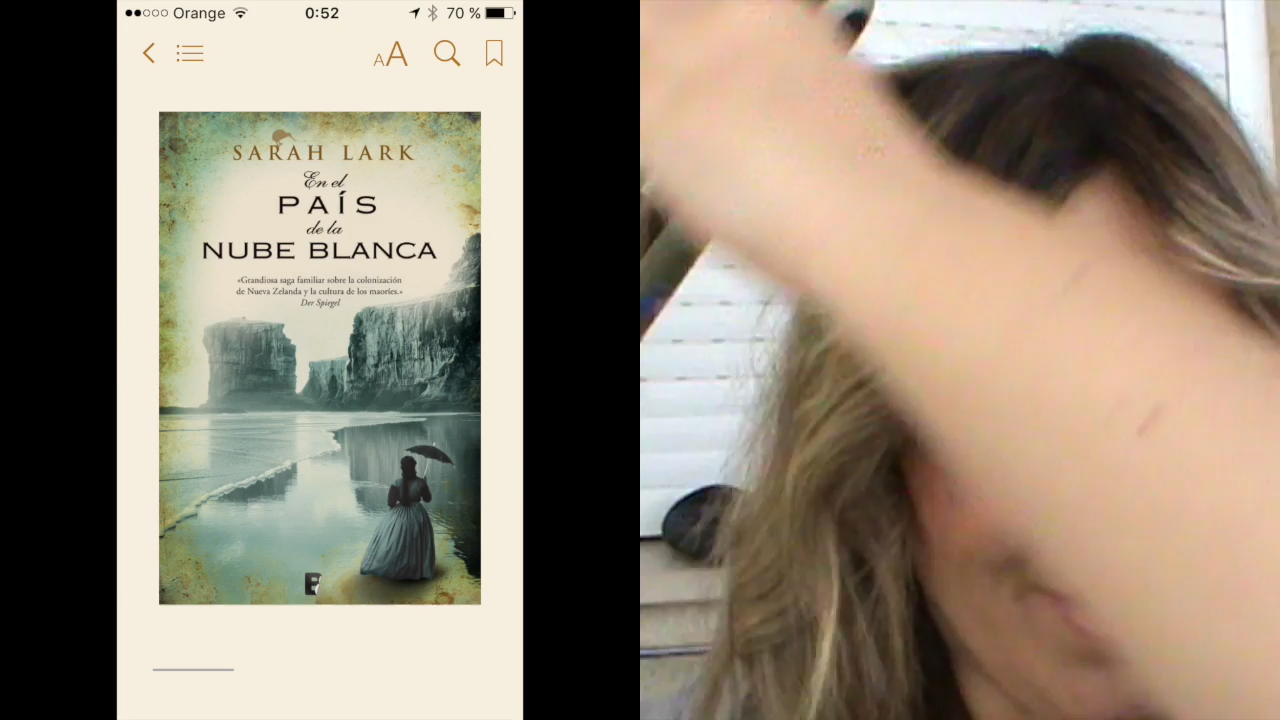 Orange 0:52 70 %
AA
SARAH LARK
En el
PAÍS
de la
NUBE BLANCA
«Grandiosa saga familiar sobre la colonización
de Nueva Zelanda y la cultura de los maoríes.»
Der Spiegel
B